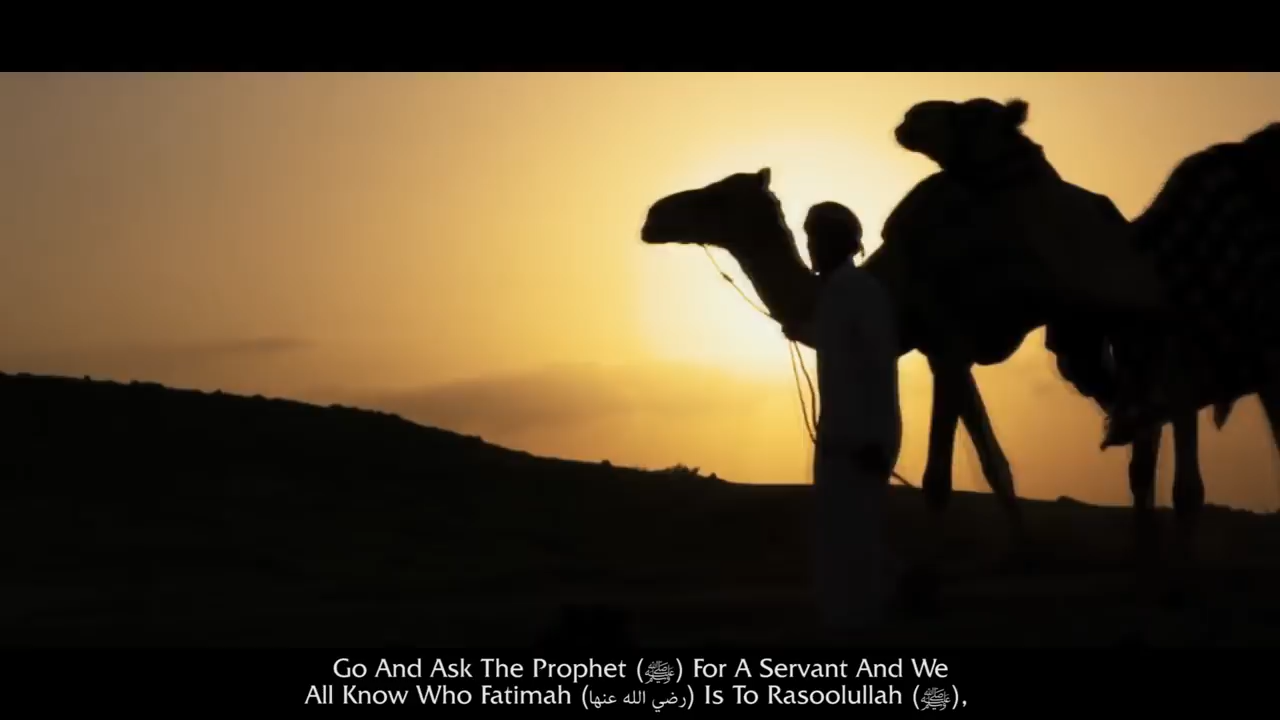 Go And Ask The Prophet (ﷺ) For A Servant And We
All Know Who Fatimah (رضي الله عنها) Is To Rasoolullah (ﷺ),